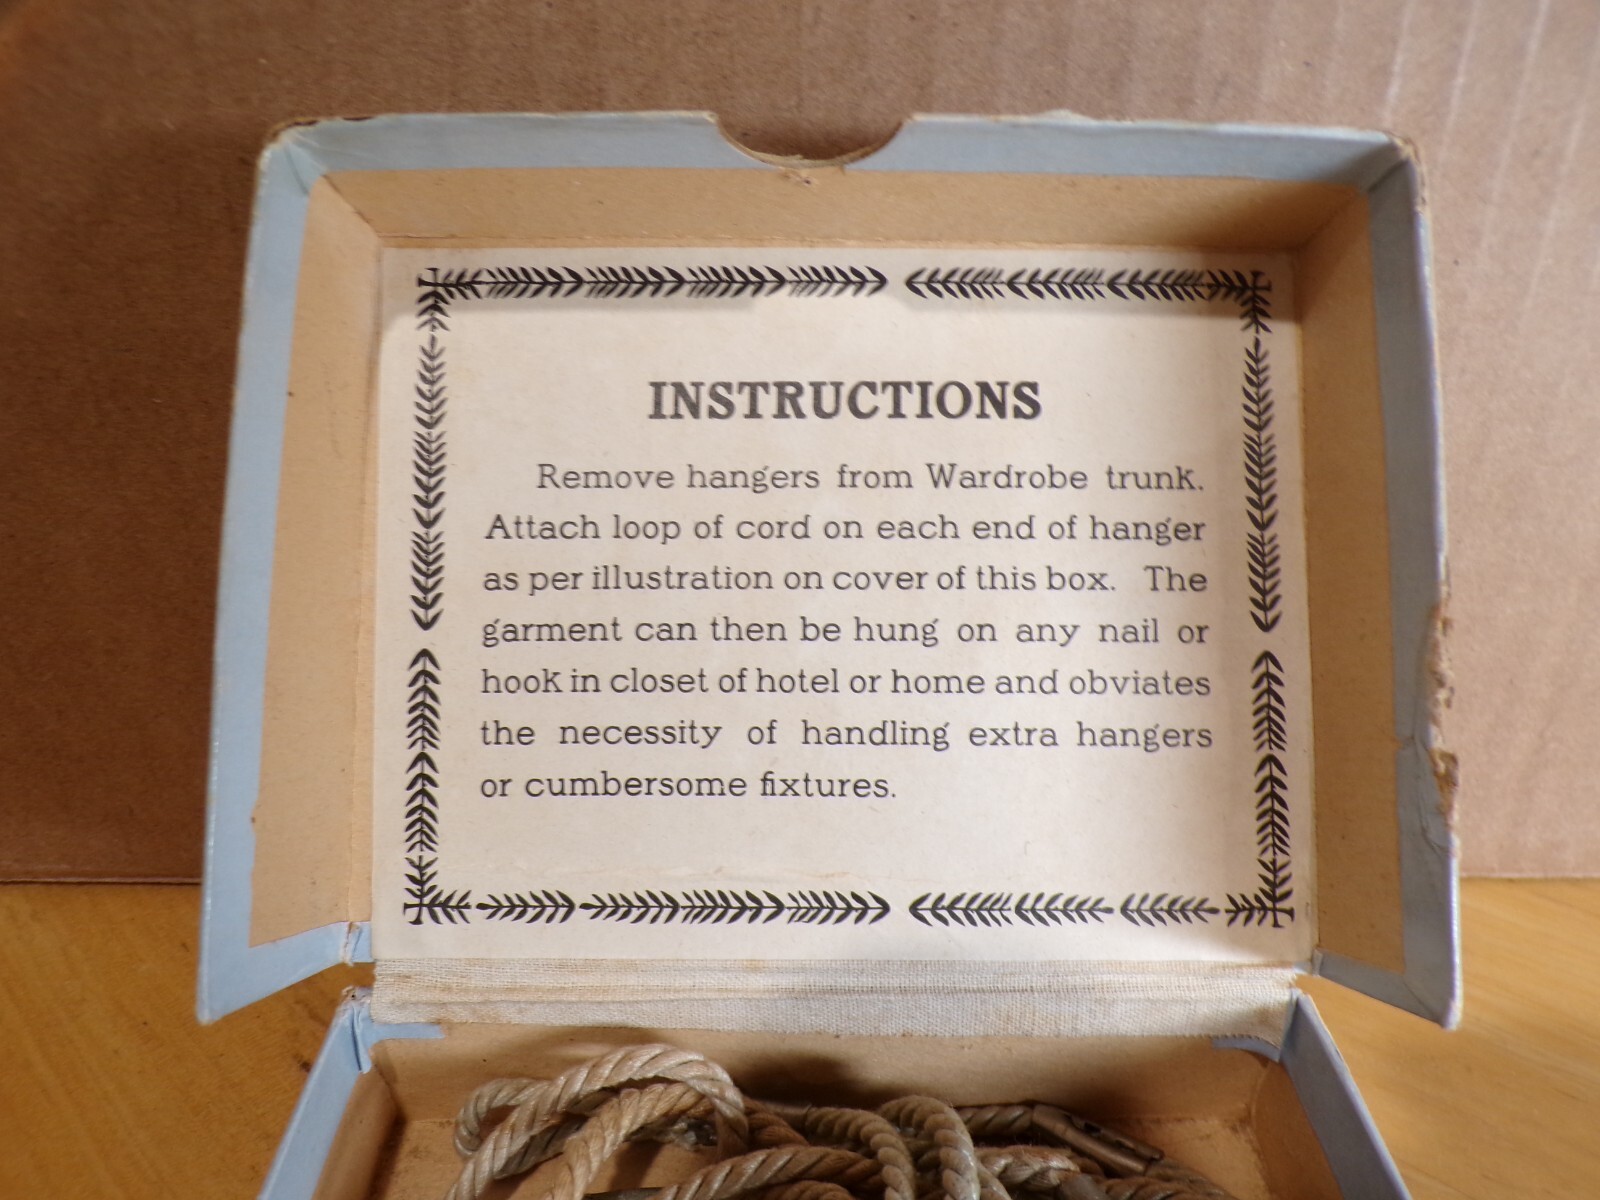 INSTRUCTIONS
Remove hangers from Wardrobe trunk.
Attach loop of cord on each end of hanger
as per illustration on cover of this box. The
garment can then be hung on any nail or
hook in closet of hotel or home and obviates
the necessity of handling extra hangers
or cumbersome fixtures.